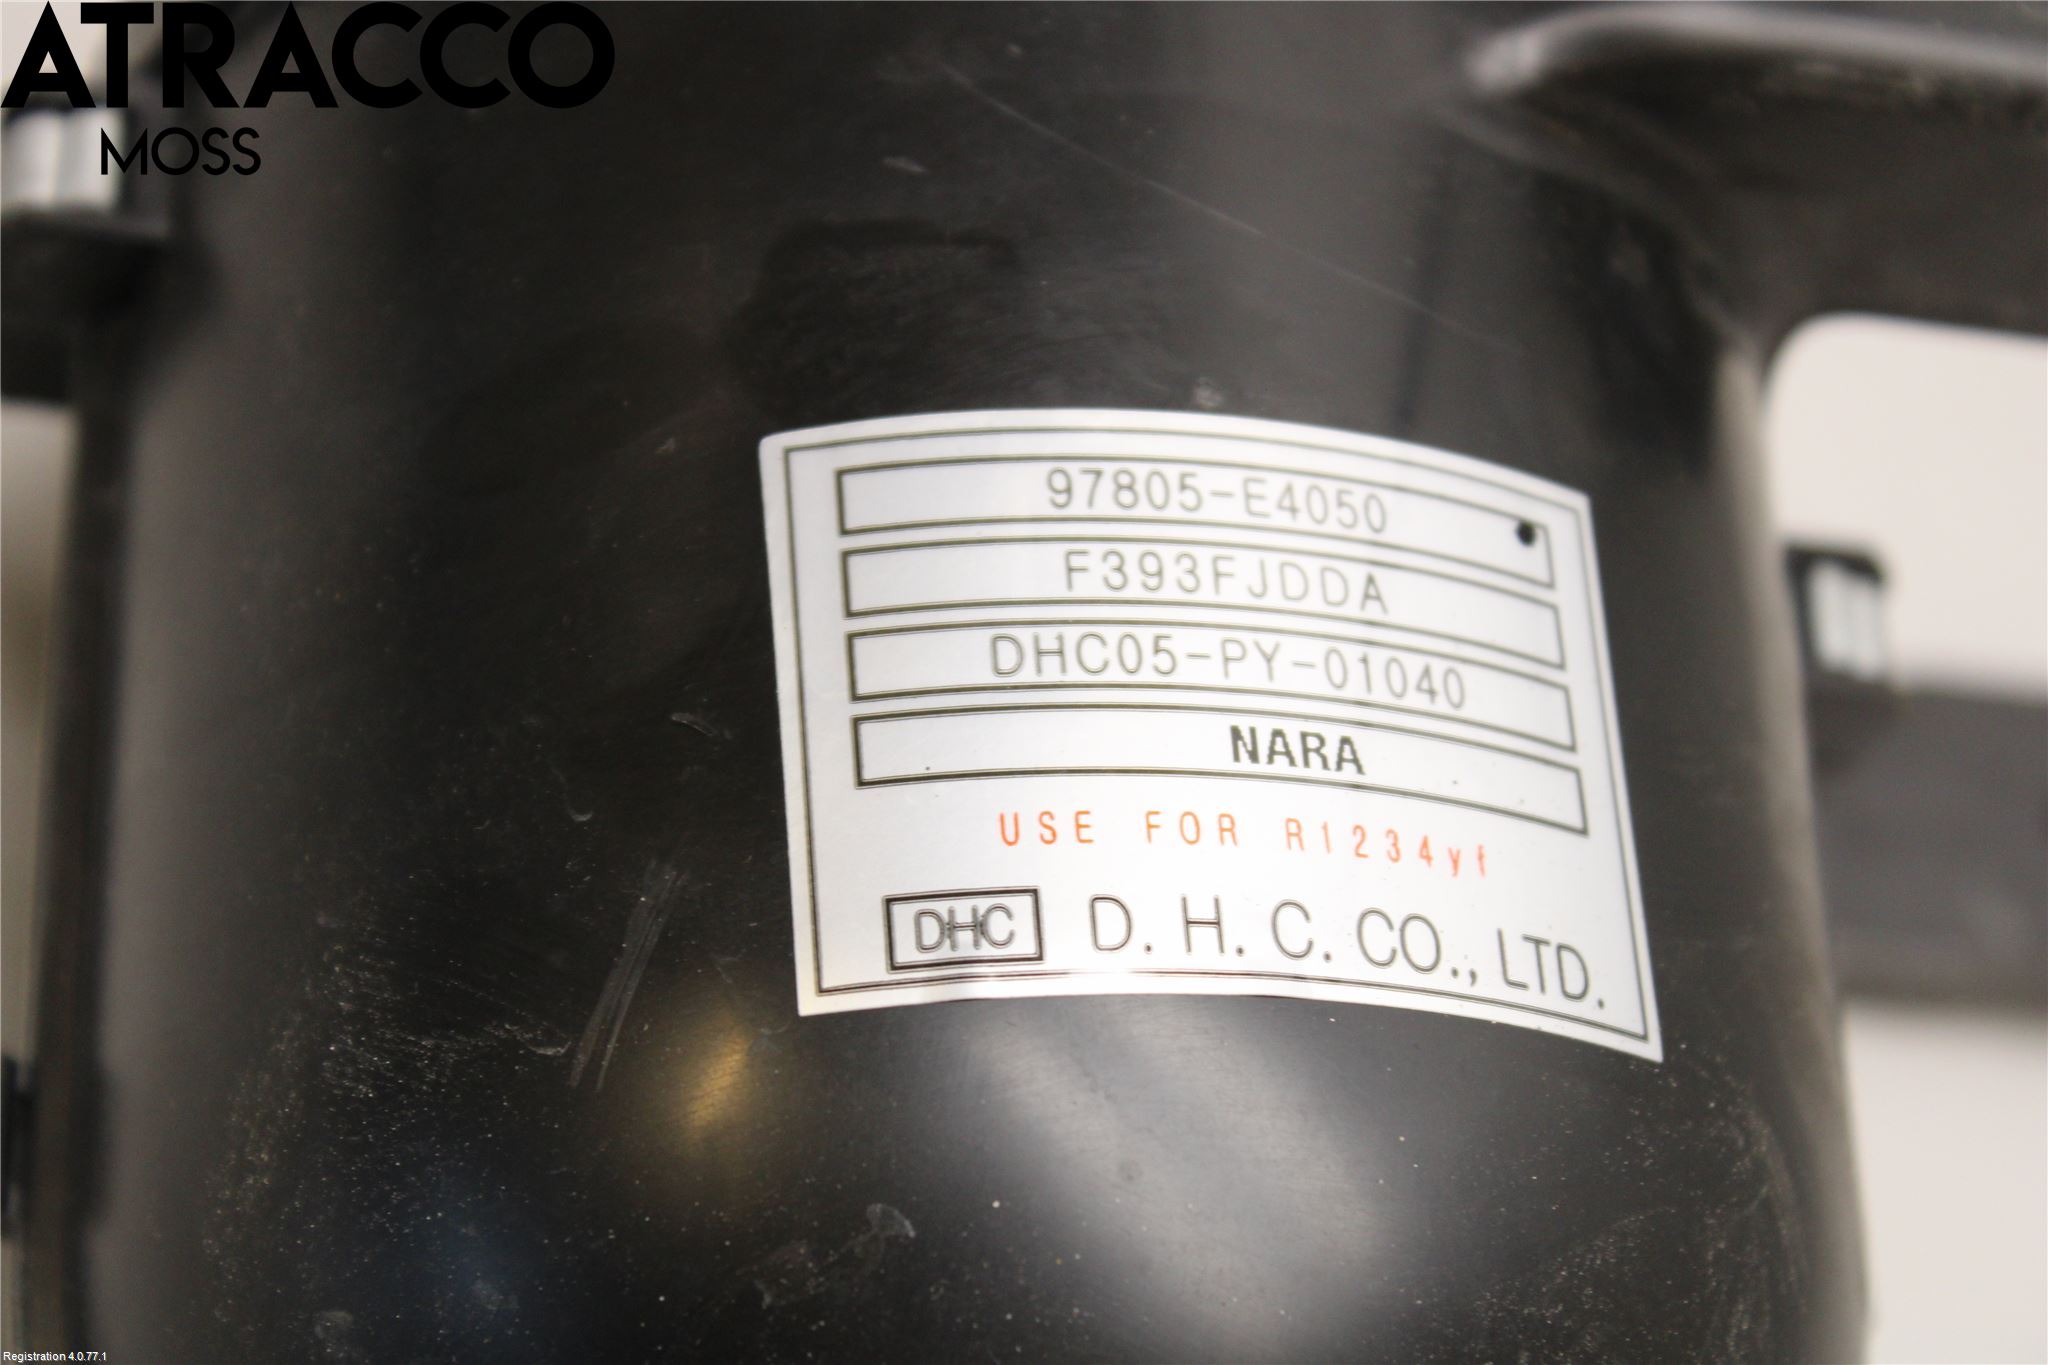 ATRACCO
MOSS
97805-E4050
F393FJDDA
DHC05-PY-01040
NARA
USE FOR R1234yf
DHC D. H. C. CO., LTD.
Registration 4.0.77.1